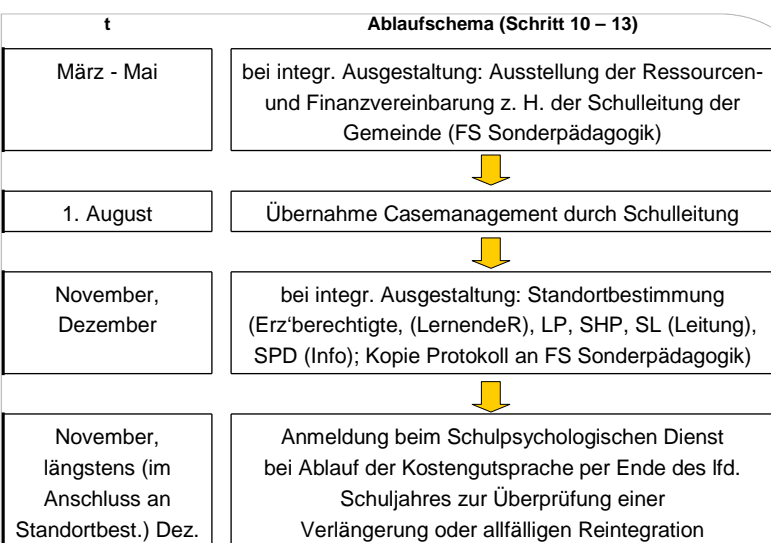 t
Ablaufschema (Schritt 10 – 13)
März - Mai
bei integr. Ausgestaltung: Ausstellung der Ressourcen-
und Finanzvereinbarung z. H. der Schulleitung der
Gemeinde (FS Sonderpädagogik)
1. August
Übernahme Casemanagement durch Schulleitung
November,
Dezember
bei integr. Ausgestaltung: Standortbestimmung
(Erz‘berechtigte, (LernendeR), LP, SHP, SL (Leitung),
SPD (Info); Kopie Protokoll an FS Sonderpädagogik)
November,
längstens (im
Anschluss an
Standortbest.) Dez.
Anmeldung beim Schulpsychologischen Dienst
bei Ablauf der Kostengutsprache per Ende des lfd.
Schuljahres zur Überprüfung einer
Verlängerung oder allfälligen Reintegration